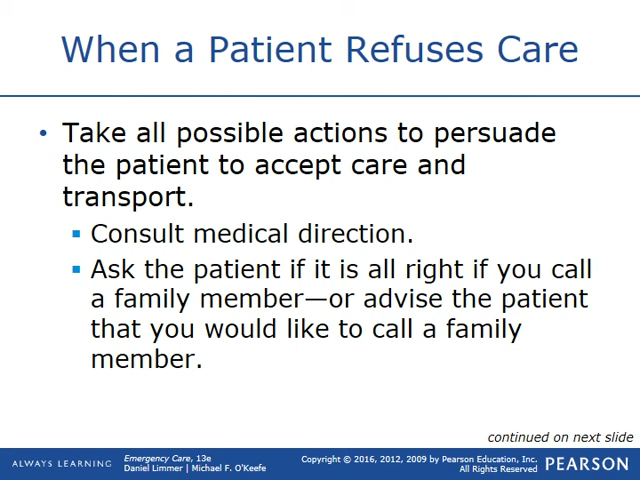 When a Patient Refuses Care
• Take all possible actions to persuade
the patient to accept care and
transport.
▪ Consult medical direction.
▪ Ask the patient if it is all right if you call
a family member—or advise the patient
that you would like to call a family
member.
continued on next slide
ALWAYS LEARNING
Emergency Care, 13e
Daniel Limmer | Michael F. O'Keefe
Copyright © 2016, 2012, 2009 by Pearson Education, Inc.
All Rights Reserved
PEARSON